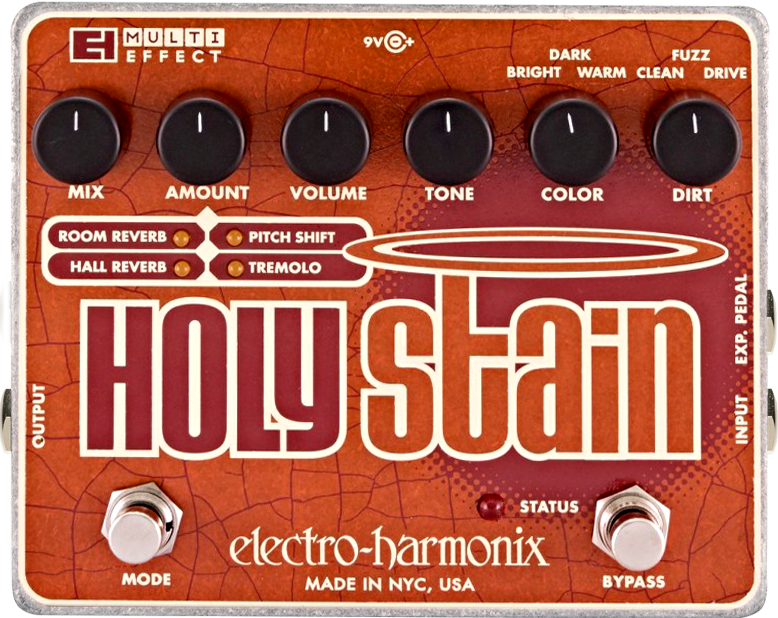 EH MULTI
EFFECT
9V
DARK
BRIGHT WARM
FUZZ
CLEAN DRIVE
MIX
AMOUNT
VOLUME
TONE
COLOR
DIRT
ROOM REVERB
PITCH SHIFT
HALL REVERB
TREMOLO
HOLY Stain
OUTPUT
INPUT EXP. PEDAL
STATUS
electro-harmonix
MODE
MADE IN NYC, USA
BYPASS